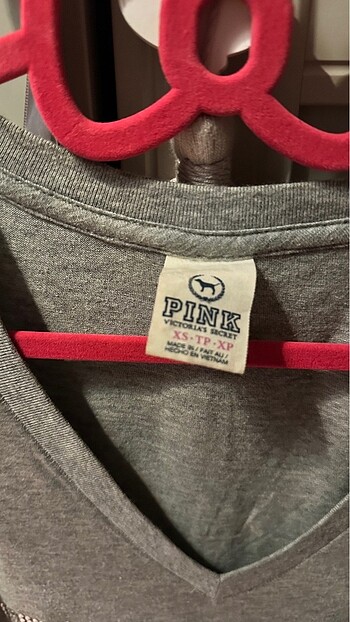 PINK
VICTORIA'S SECRET
XS • TP • XP
MADE IN / FAIT AU /
HECHO EN VIETNAM